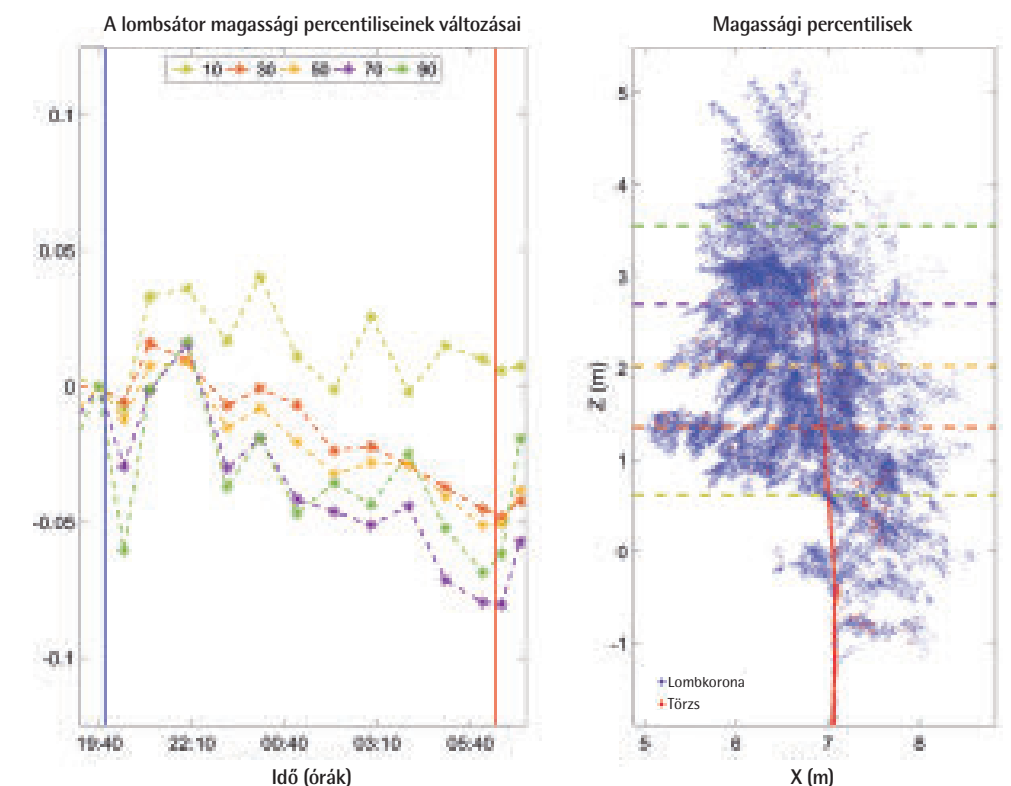 A lombsátor magassági percentiliseinek változásai
10 30 50 70 90
0.1
0.05
0
-0.05
-0.1
19:40 22:10 00:40 03:10 05:40
Idő (órák)
Magassági percentilisek
5
4
3
2
1
0
-1
Z (m)
Lombkorona
Törzs
5 6 7 8
X (m)